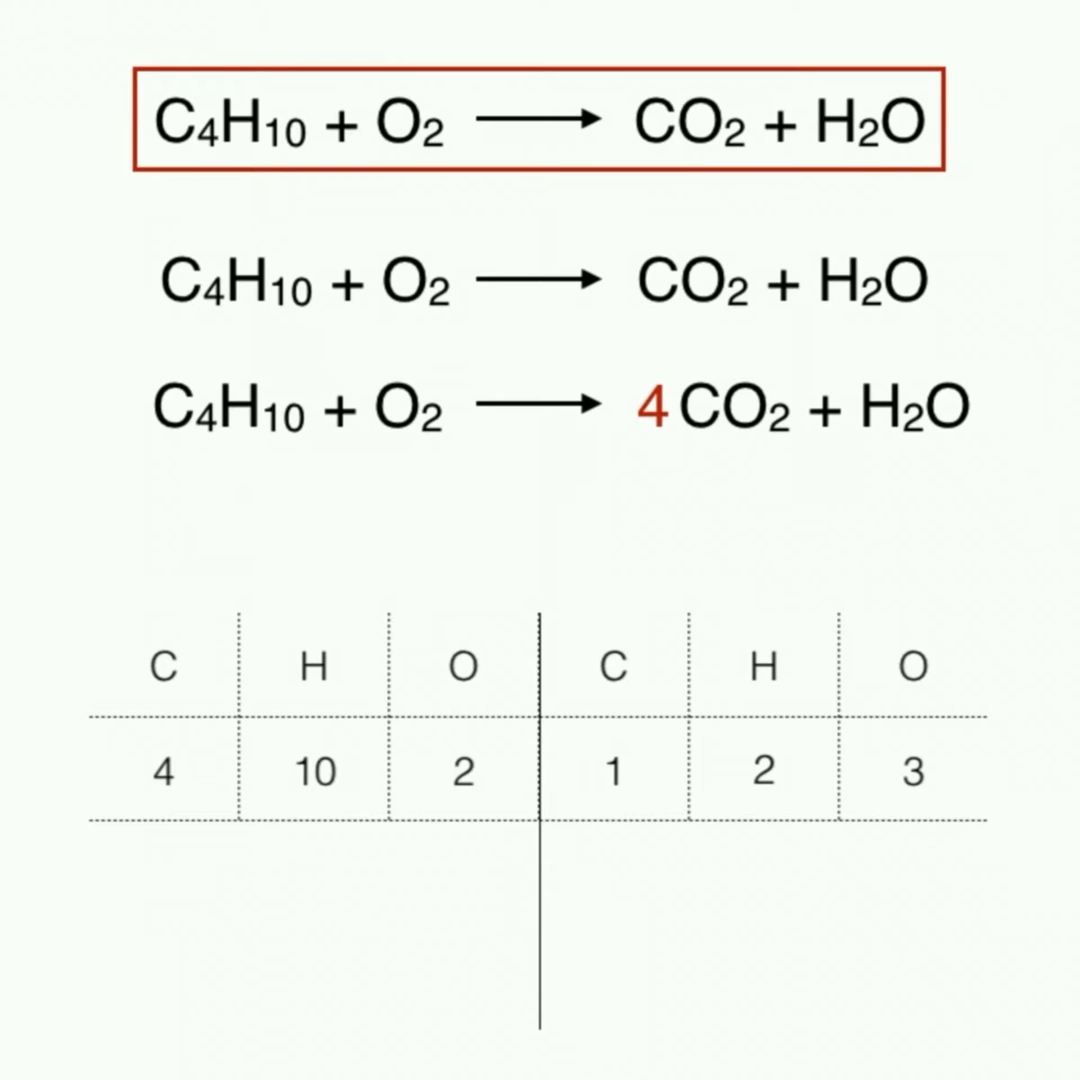 C₄H₁₀ + O₂ ⟶ CO₂ + H₂O
C₄H₁₀ + O₂ ⟶ CO₂ + H₂O
C₄H₁₀ + O₂ ⟶ 4 CO₂ + H₂O
C H O C H O
4 10 2 1 2 3